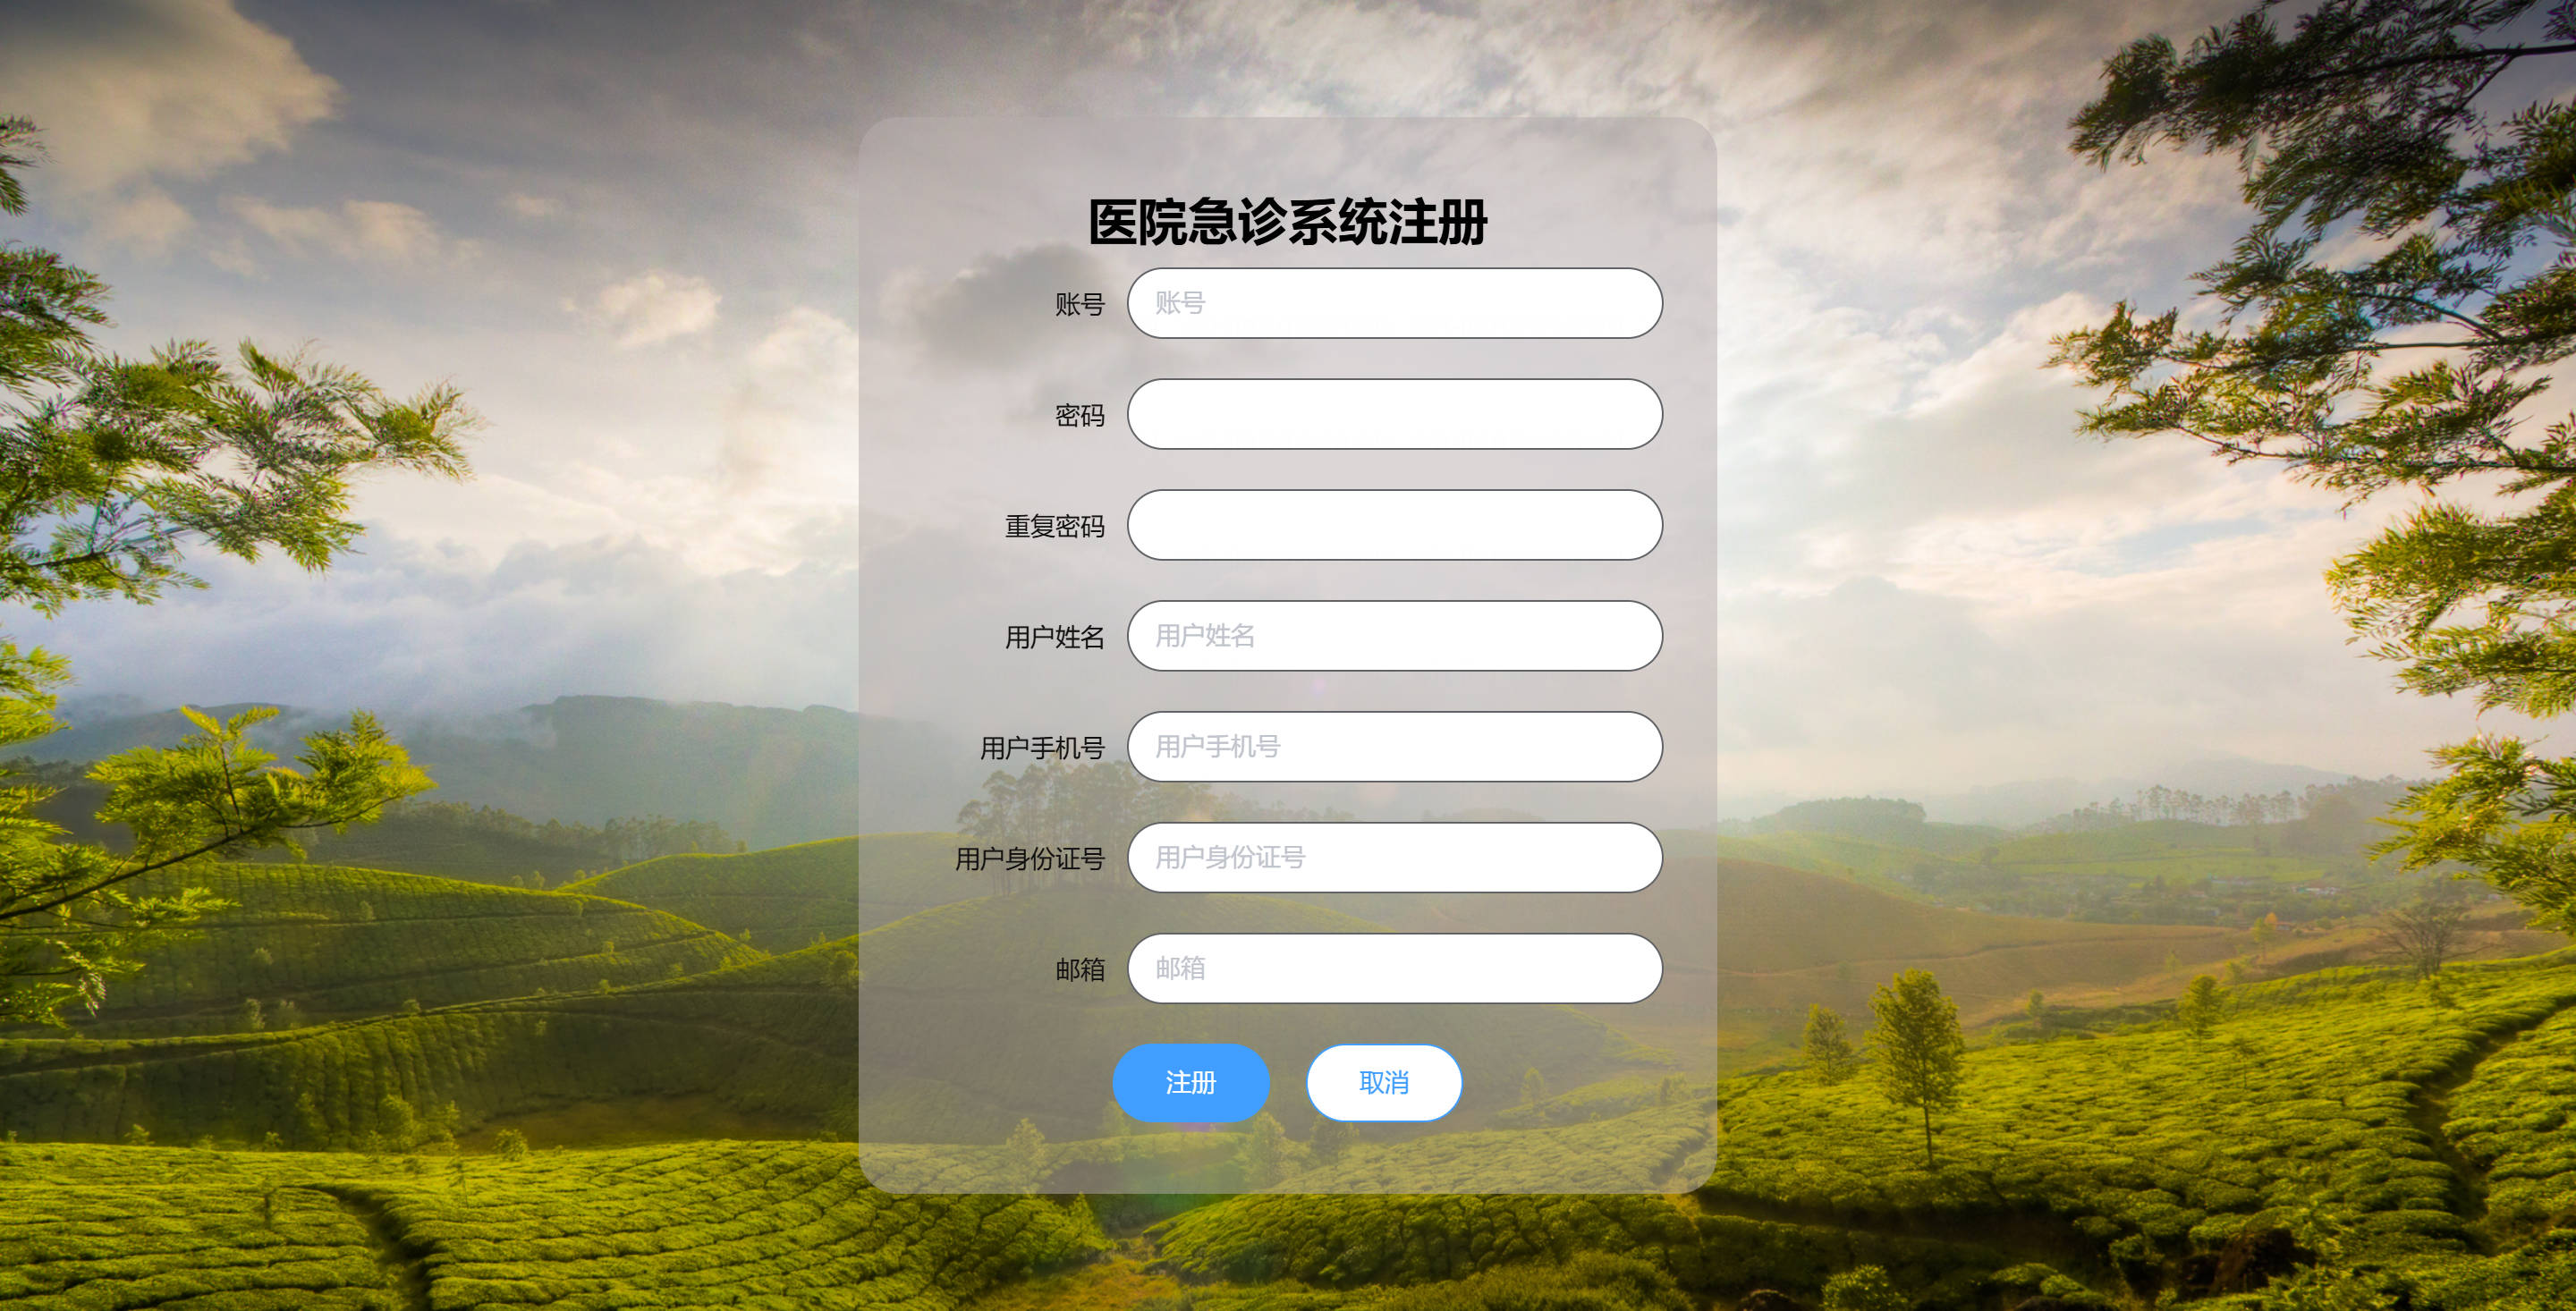 医院急诊系统注册
账号 账号
密码
重复密码
用户姓名 用户姓名
用户手机号 用户手机号
用户身份证号 用户身份证号
邮箱 邮箱
注册 取消